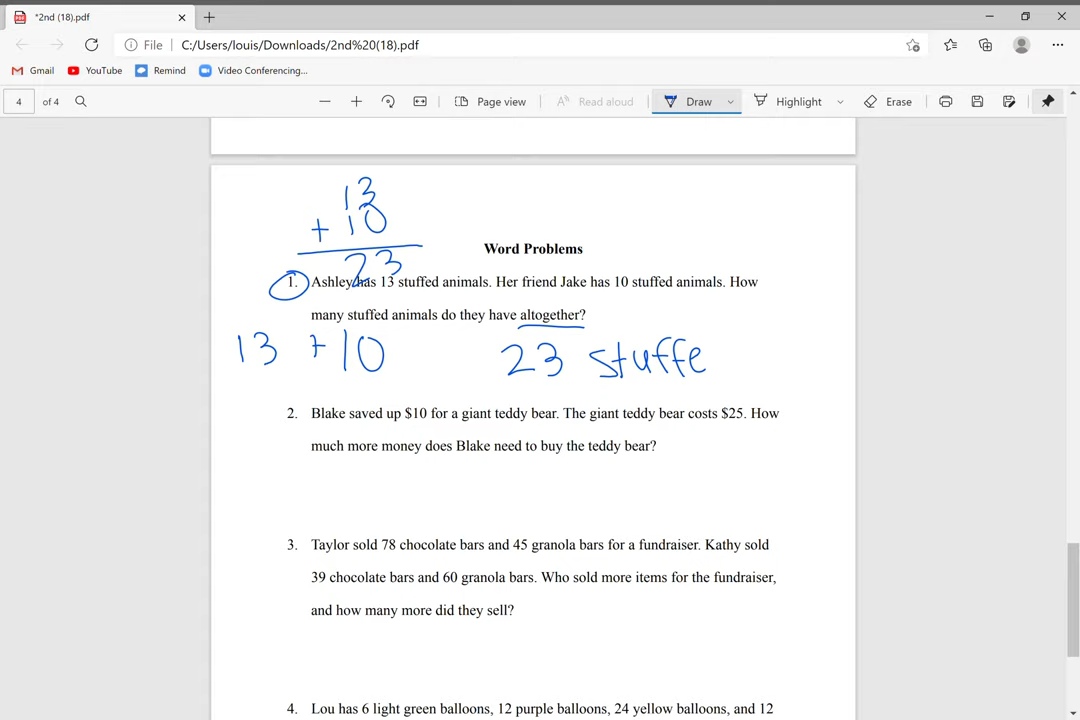 *2nd (18).pdf
File C:/Users/louis/Downloads/2nd%20(18).pdf
Gmail YouTube Remind Video Conferencing...
4 of 4 Page view Read aloud Draw Highlight Erase
13
+ 10
23
Word Problems
1. Ashley has 13 stuffed animals. Her friend Jake has 10 stuffed animals. How
many stuffed animals do they have altogether?
13 + 10 23 stuffe
2. Blake saved up $10 for a giant teddy bear. The giant teddy bear costs $25. How
much more money does Blake need to buy the teddy bear?
3. Taylor sold 78 chocolate bars and 45 granola bars for a fundraiser. Kathy sold
39 chocolate bars and 60 granola bars. Who sold more items for the fundraiser,
and how many more did they sell?
4. Lou has 6 light green balloons, 12 purple balloons, 24 yellow balloons, and 12